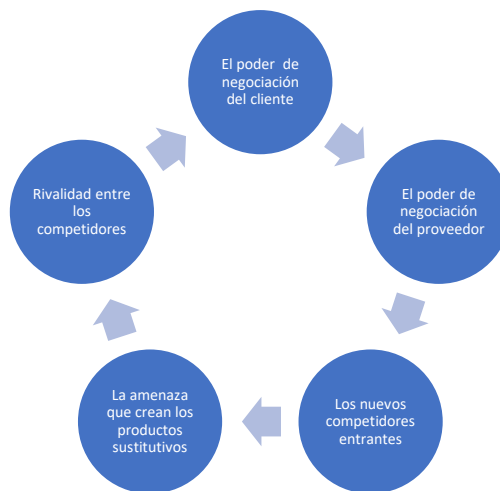 El poder de
negociación
del cliente
El poder de
negociación
del proveedor
Los nuevos
competidores
entrantes
La amenaza
que crean los
productos
sustitutivos
Rivalidad entre
los
competidores